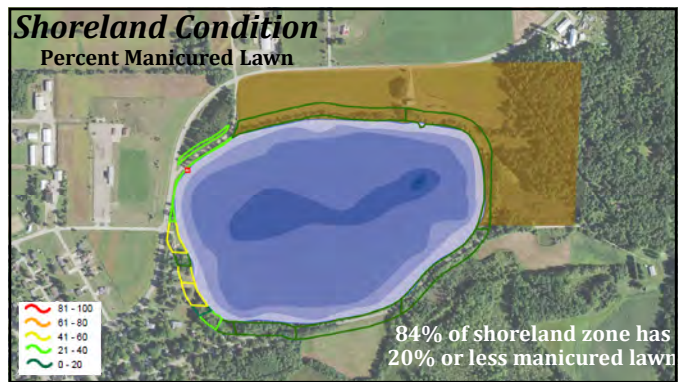 Shoreland Condition
Percent Manicured Lawn
81 - 100
61 - 80
41 - 60
21 - 40
0 - 20
84% of shoreland zone has
20% or less manicured lawn